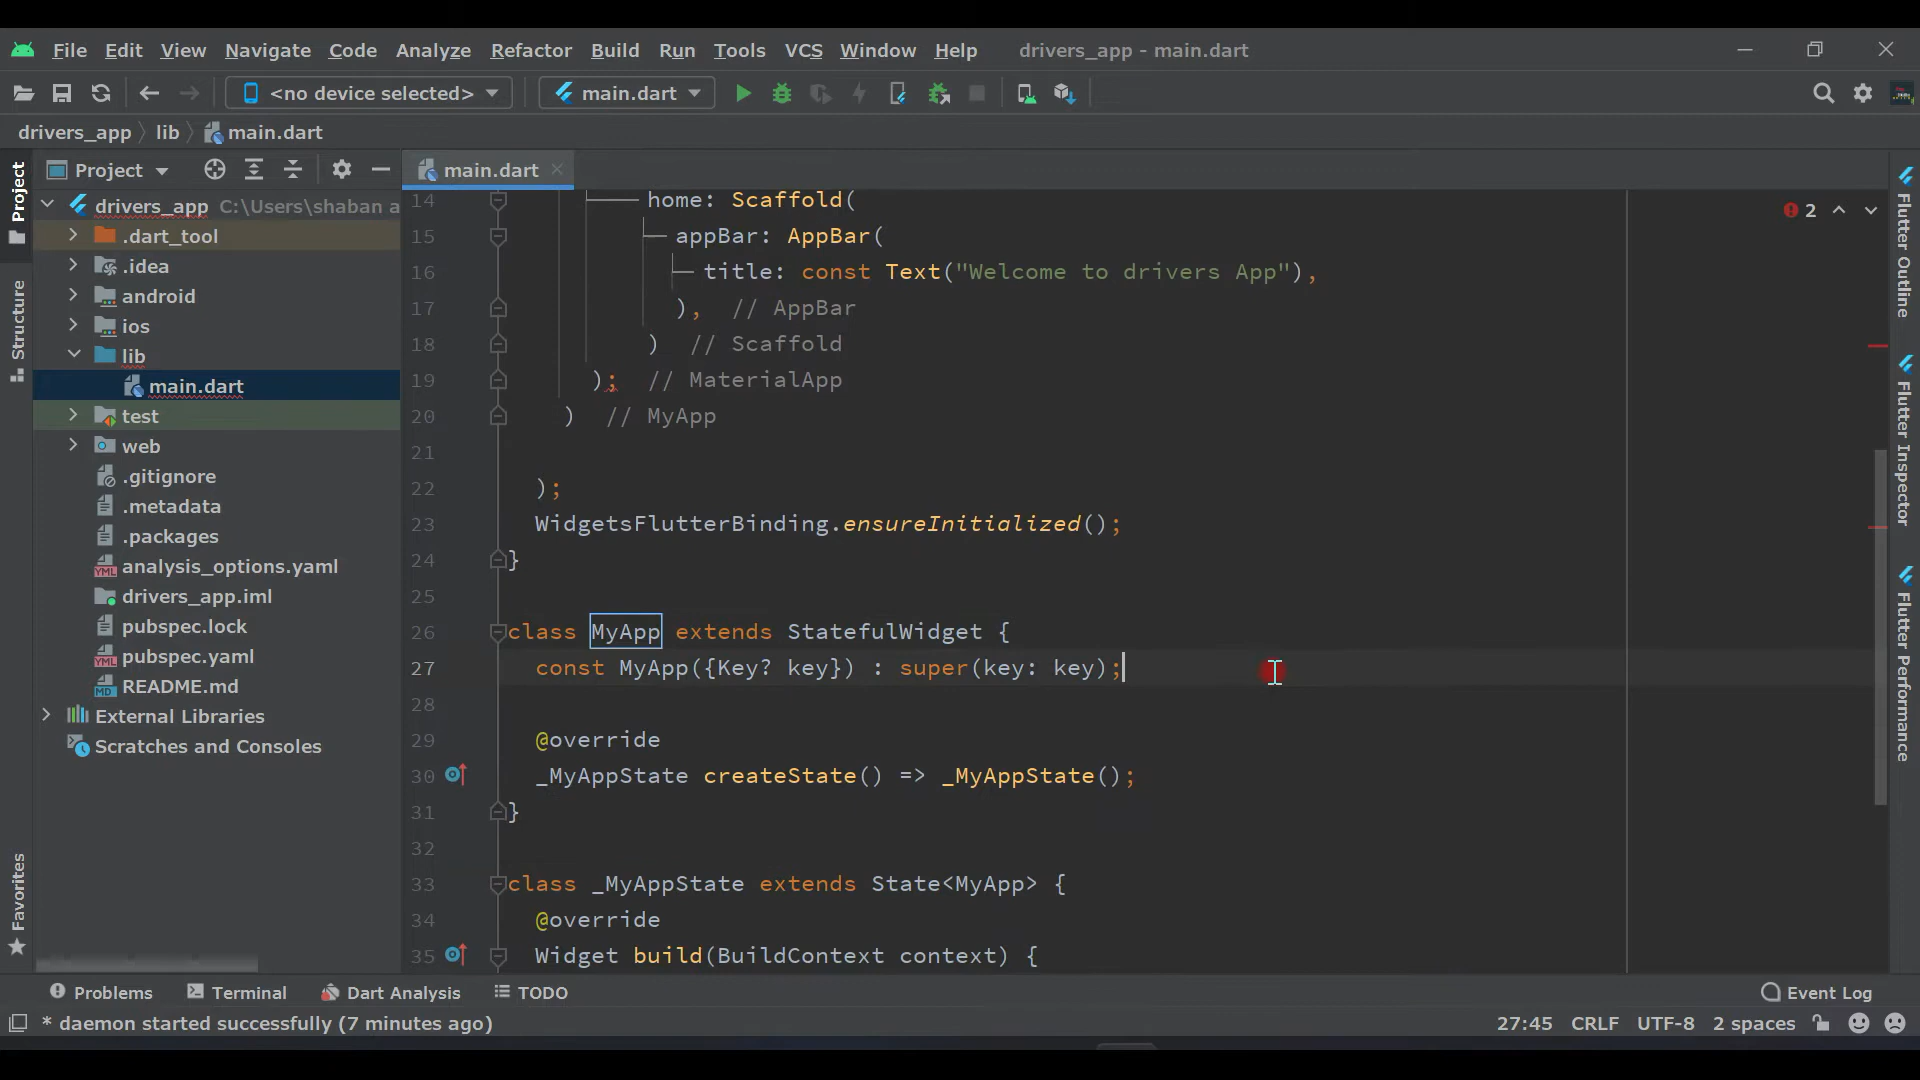 File Edit View Navigate Code Analyze Refactor Build Run Tools VCS Window Help drivers_app - main.dart
<no device selected> main.dart
drivers_app lib main.dart
Project
main.dart
Project
Structure
Favorites
drivers_app C:\Users\shaban a
.dart_tool
.idea
android
ios
lib
main.dart
test
web
.gitignore
.metadata
.packages
analysis_options.yaml
drivers_app.iml
pubspec.lock
pubspec.yaml
README.md
External Libraries
Scratches and Consoles
14 home: Scaffold(
15 appBar: AppBar(
16 title: const Text("Welcome to drivers App"),
17 ), // AppBar
18 ) // Scaffold
19 ); // MaterialApp
20 ) // MyApp
21
22 );
23 WidgetsFlutterBinding.ensureInitialized();
24 }
25
26 class MyApp extends StatefulWidget {
27 const MyApp({Key? key}) : super(key: key);
28
29 @override
30 _MyAppState createState() => _MyAppState();
31 }
32
33 class _MyAppState extends State<MyApp> {
34 @override
35 Widget build(BuildContext context) {
2
Flutter Outline
Flutter Inspector
Flutter Performance
Problems Terminal Dart Analysis TODO Event Log
* daemon started successfully (7 minutes ago) 27:45 CRLF UTF-8 2 spaces